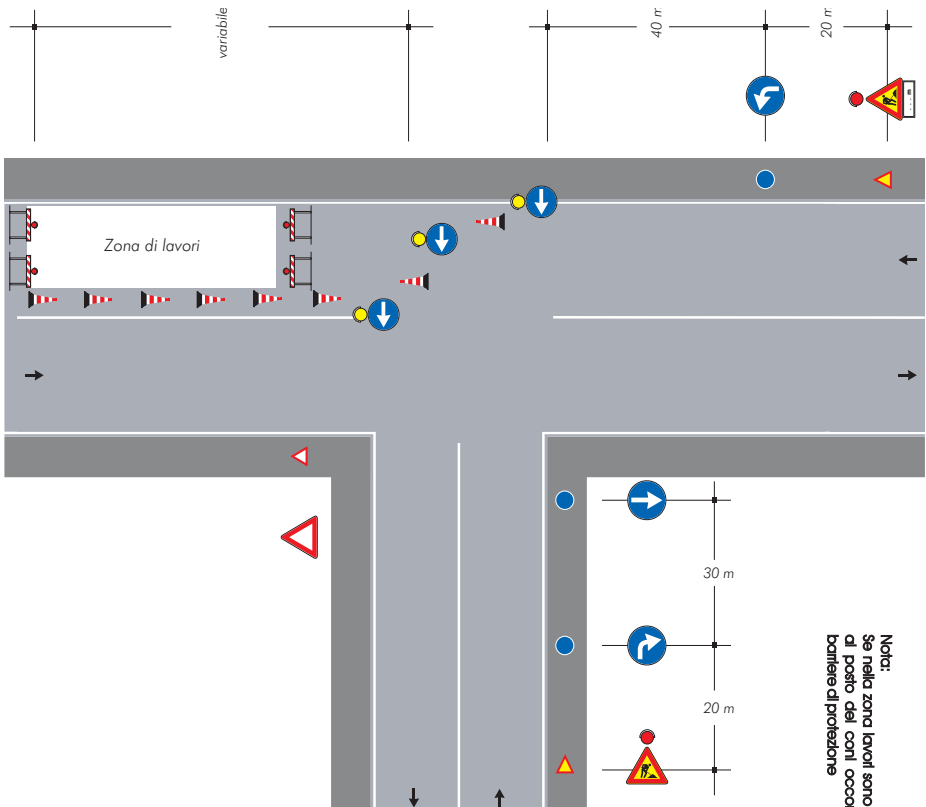 variabile
40 m
20 m
Zona di lavori
30 m
20 m
Nota:
Se nella zona lavori sono
al posto dei coni occo
barriere di protezione